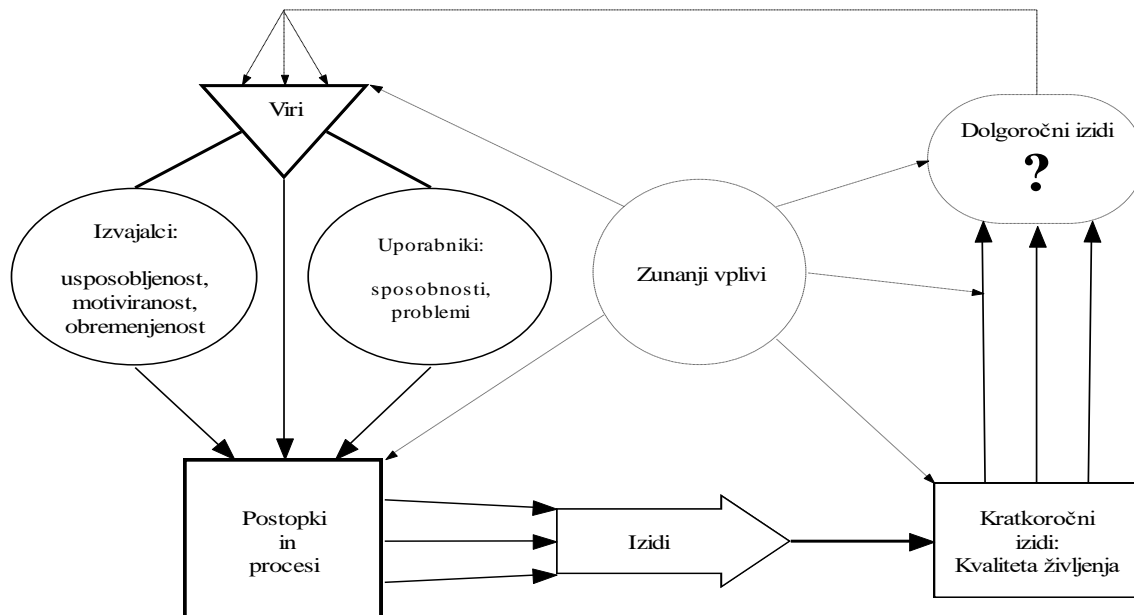 Viri
Dolgoročni izidi
?
Izvajalci:
usposobljenost,
motiviranost,
obremenjenost
Uporabniki:
sposobnosti,
problemi
Zunanji vplivi
Postopki
in
procesi
Izidi
Kratkoročni
izidi:
Kvaliteta življenja